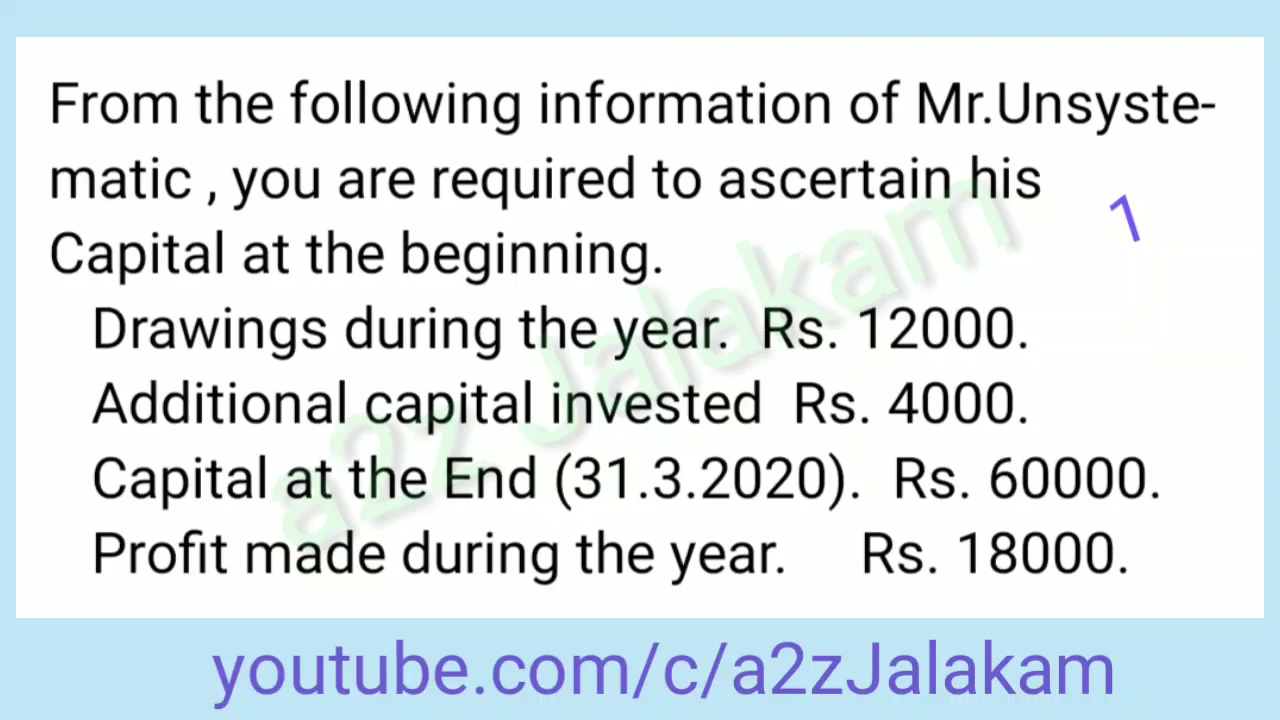 From the following information of Mr.Unsyste-
matic , you are required to ascertain his
Capital at the beginning.
1
Drawings during the year. Rs. 12000.
Additional capital invested Rs. 4000.
Capital at the End (31.3.2020). Rs. 60000.
Profit made during the year. Rs. 18000.
a2z Jalakam
youtube.com/c/a2zJalakam